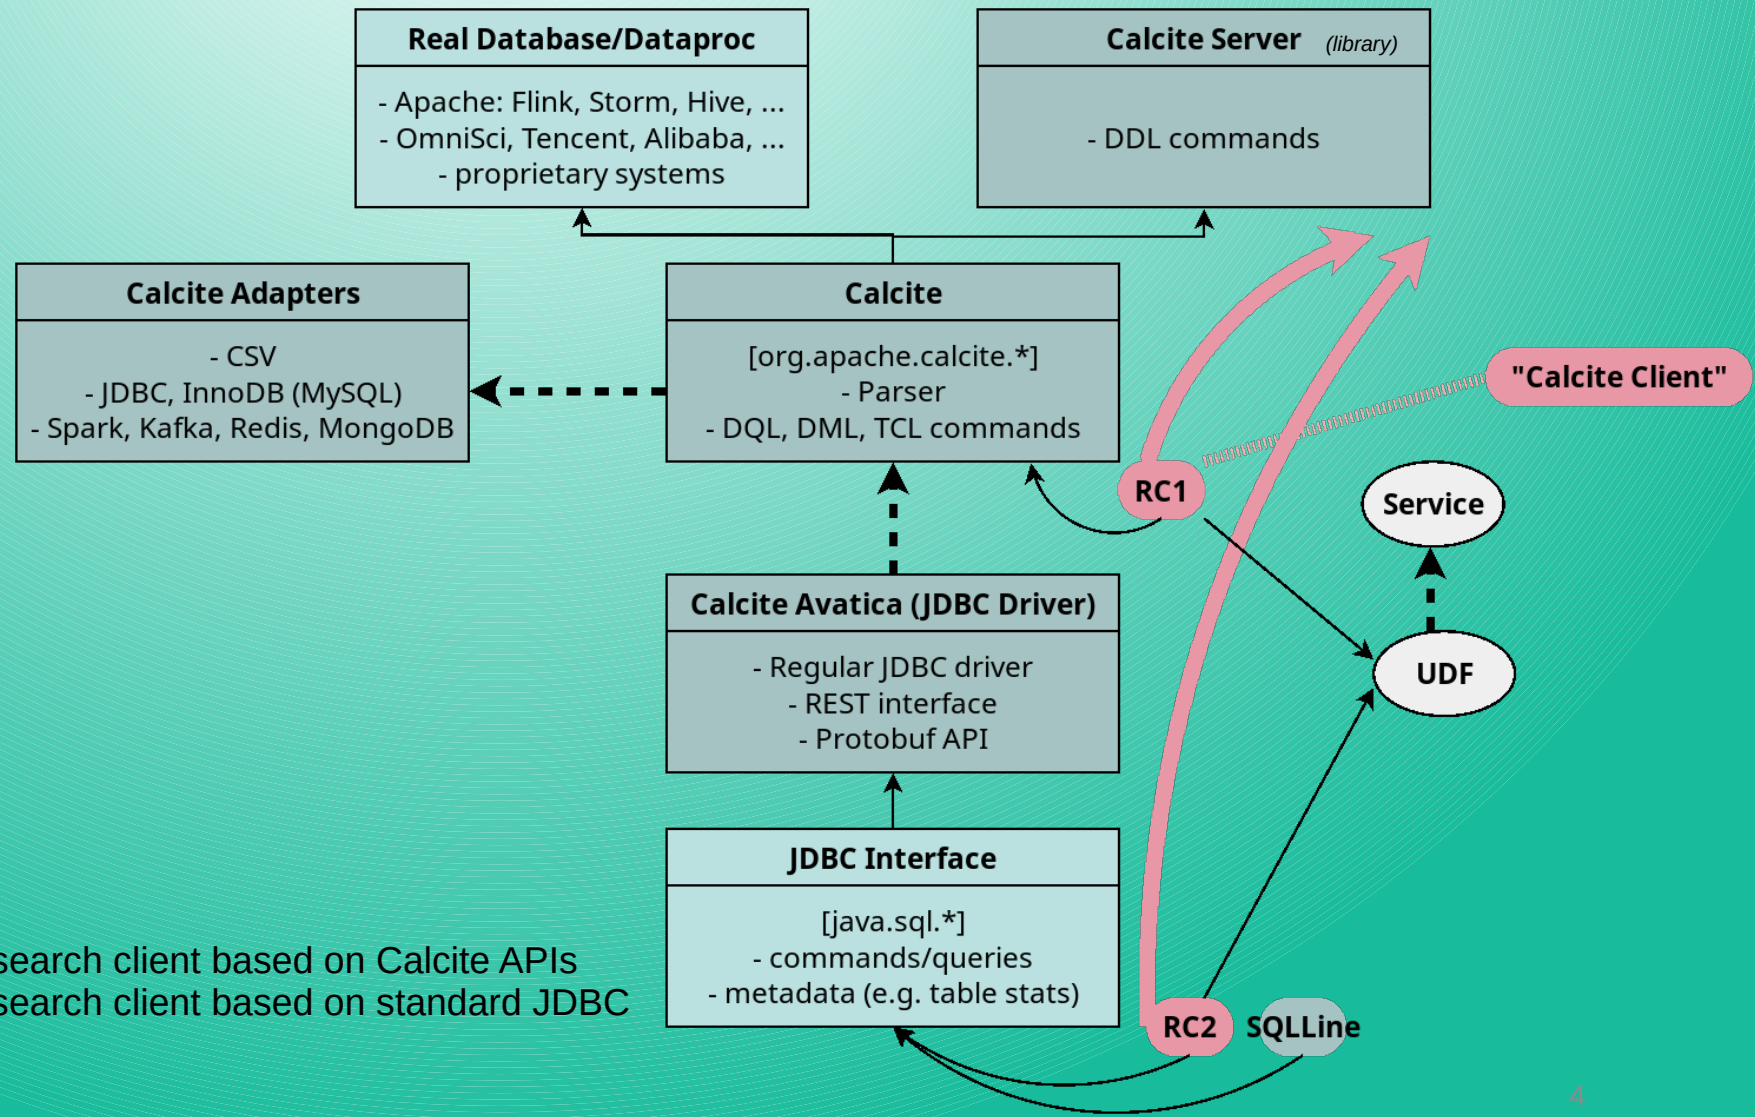 Real Database/Dataproc
- Apache: Flink, Storm, Hive, ...
- OmniSci, Tencent, Alibaba, ...
- proprietary systems
Calcite Server (library)
- DDL commands
Calcite Adapters
- CSV
- JDBC, InnoDB (MySQL)
- Spark, Kafka, Redis, MongoDB
Calcite
[org.apache.calcite.*]
- Parser
- DQL, DML, TCL commands
"Calcite Client"
RC1
Service
UDF
Calcite Avatica (JDBC Driver)
- Regular JDBC driver
- REST interface
- Protobuf API
JDBC Interface
[java.sql.*]
- commands/queries
- metadata (e.g. table stats)
search client based on Calcite APIs
search client based on standard JDBC
RC2
SQLLine
4